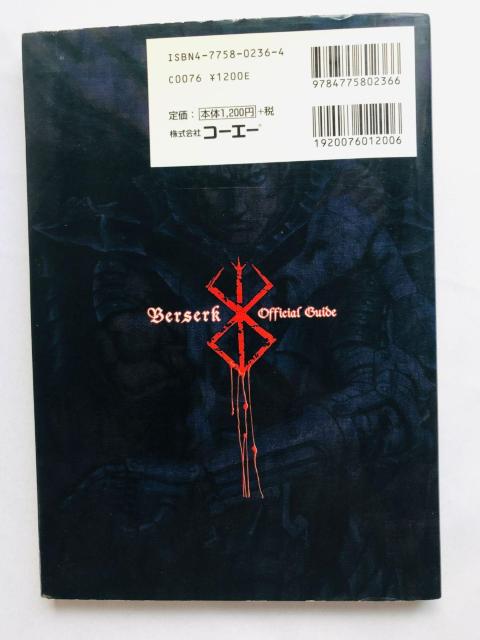 ISBN4-7758-0236-4
C0076 ¥1200E
定価：本体1,200円+税
株式会社コーエー
9784775802366
1920076012006
Berserk Official Guide